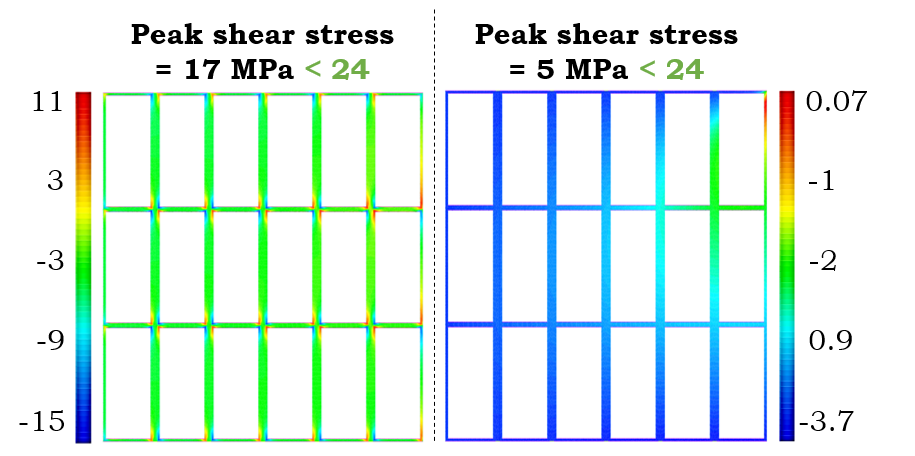 Peak shear stress
= 17 MPa < 24
Peak shear stress
= 5 MPa < 24
11
3
-3
-9
-15
0.07
-1
-2
0.9
-3.7